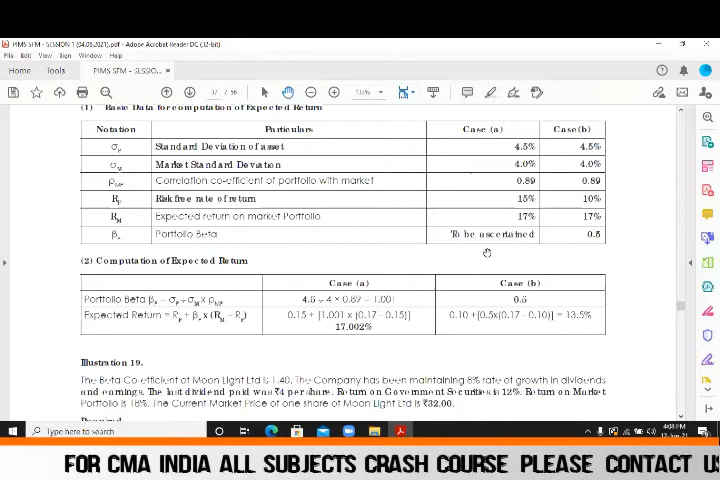 PIMS SFM - SESSION 1 (04.06.2021).pdf - Adobe Acrobat Reader DC (32-bit)
File Edit View Sign Window Help
Home Tools PIMS SFM - SESSIO... ×
37 / 56 133%
(1) Basic Data for computation of Expected Return
Notation Particulars Case (a) Case(b)
σP Standard Deviation of asset 4.5% 4.5%
σM Market Standard Deviation 4.0% 4.0%
ρMP Correlation co-efficient of portfolio with market 0.89 0.89
RF Risk free rate of return 15% 10%
RM Expected return on market Portfolio 17% 17%
βP Portfolio Beta To be ascertained 0.5
(2) Computation of Expected Return
Case (a) Case (b)
Portfolio Beta βP = σP ÷ σM x ρMP 4.5 ÷ 4 × 0.89 = 1.001 0.5
Expected Return = RF + βP x (RM – RF) 0.15 + [1.001 x (0.17 - 0.15)] 0.10 +[0.5x(0.17 - 0.10)] = 13.5%
17.002%
Illustration 19.
The Beta Co-efficient of Moon Light Ltd is 1.40. The Company has been maintaining 8% rate of growth in dividends
and earnings. The last dividend paid was ₹4 per share. Return on Government Securities is 12%. Return on Market
Portfolio is 18%. The Current Market Price of one share of Moon Light Ltd is ₹32.00.
Required
Type here to search
4:08 PM
12-Jun-21
FOR CMA INDIA ALL SUBJECTS CRASH COURSE PLEASE CONTACT US